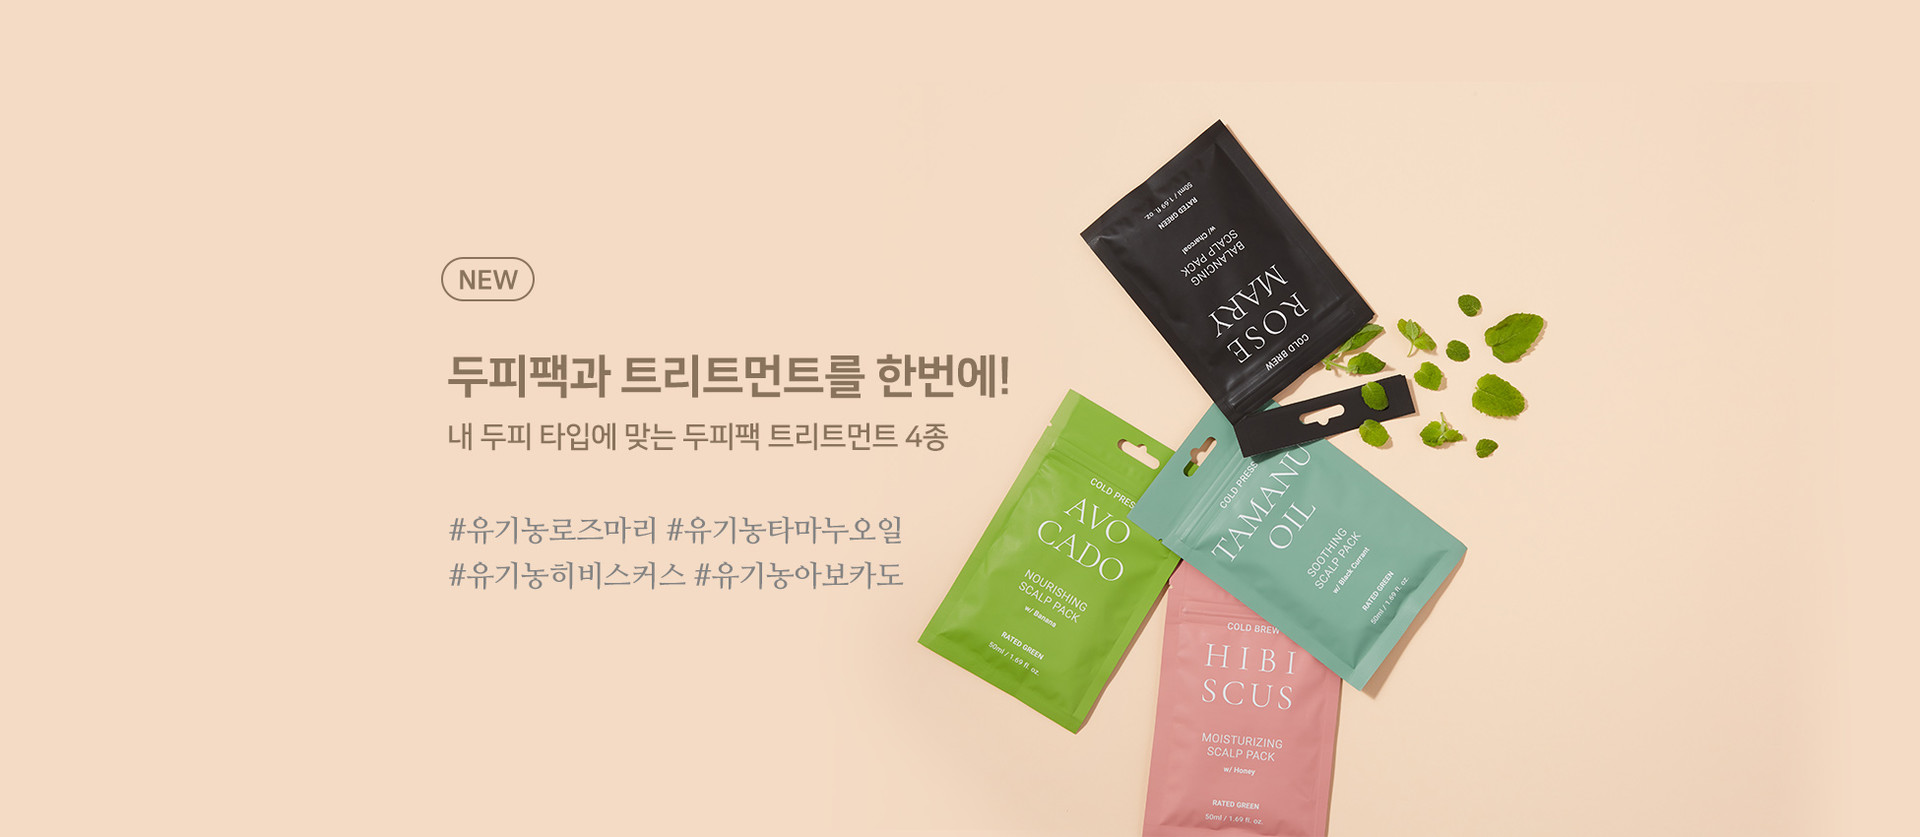 NEW
두피팩과 트리트먼트를 한번에!
내 두피 타입에 맞는 두피팩 트리트먼트 4종
#유기농로즈마리 #유기농타마누오일
#유기농히비스커스 #유기농아보카도
COLD BREW
ROSE
MARY
BALANCING
SCALP PACK
w/ Charcoal
RATED GREEN
50ml / 1.69 fl. oz.
COLD PRES
AVO
CADO
NOURISHING
SCALP PACK
w/ Banana
RATED GREEN
50ml / 1.69 fl. oz.
COLD PRESS
TAMANU
OIL
SOOTHING
SCALP PACK
w/ Black Currant
RATED GREEN
50ml / 1.69 fl. oz.
COLD BREW
HIBI
SCUS
MOISTURIZING
SCALP PACK
w/ Honey
RATED GREEN
50ml / 1.69 fl. oz.